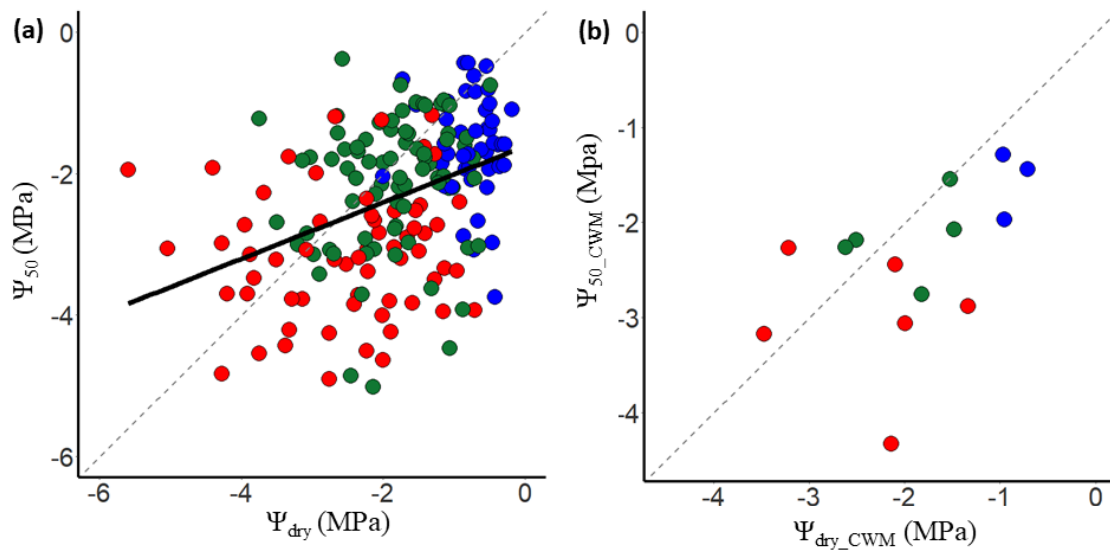 (a)
0
-2
-4
-6
Ψ50 (MPa)
-6 -4 -2 0
Ψdry (MPa)
(b)
0
-1
-2
-3
-4
Ψ50_CWM (Mpa)
-4 -3 -2 -1 0
Ψdry_CWM (MPa)